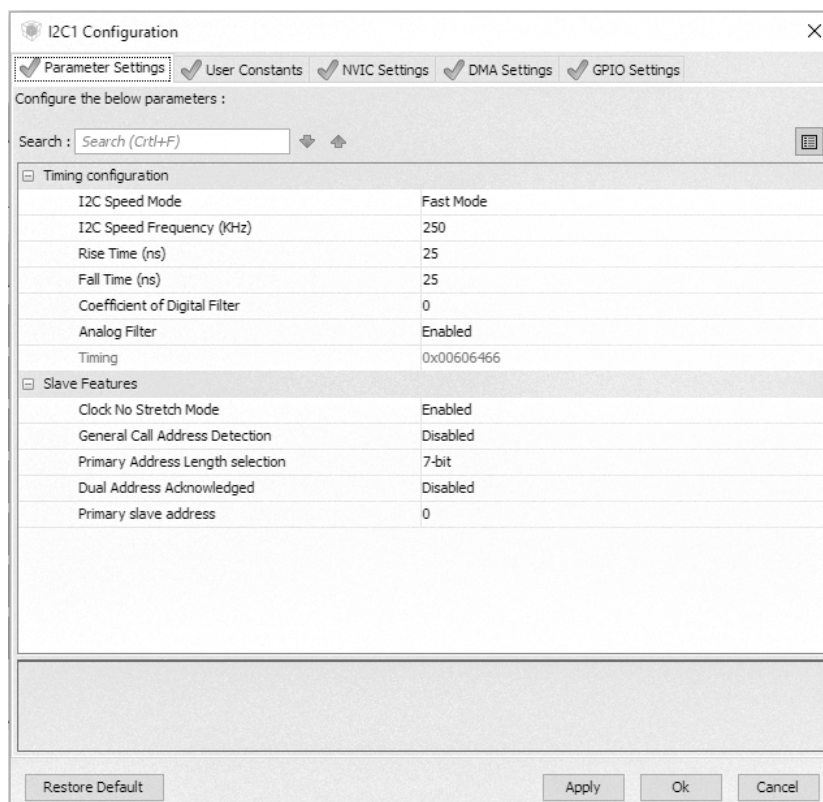 I2C1 Configuration
Parameter Settings User Constants NVIC Settings DMA Settings GPIO Settings
Configure the below parameters :
Search : Search (Crtl+F)
Timing configuration
I2C Speed Mode Fast Mode
I2C Speed Frequency (KHz) 250
Rise Time (ns) 25
Fall Time (ns) 25
Coefficient of Digital Filter 0
Analog Filter Enabled
Timing 0x00606466
Slave Features
Clock No Stretch Mode Enabled
General Call Address Detection Disabled
Primary Address Length selection 7-bit
Dual Address Acknowledged Disabled
Primary slave address 0
Restore Default Apply Ok Cancel